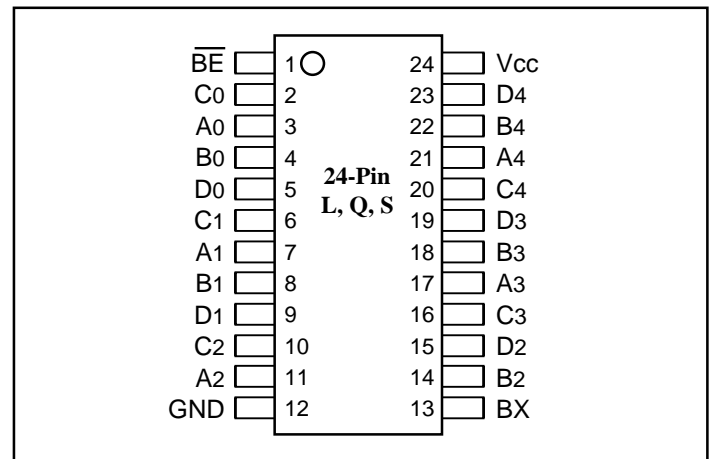 B̅E̅ 1 24 Vcc
C0 2 23 D4
A0 3 22 B4
B0 4 21 A4
24-Pin
D0 5 20 C4
L, Q, S
C1 6 19 D3
A1 7 18 B3
B1 8 17 A3
D1 9 16 C3
C2 10 15 D2
A2 11 14 B2
GND 12 13 BX